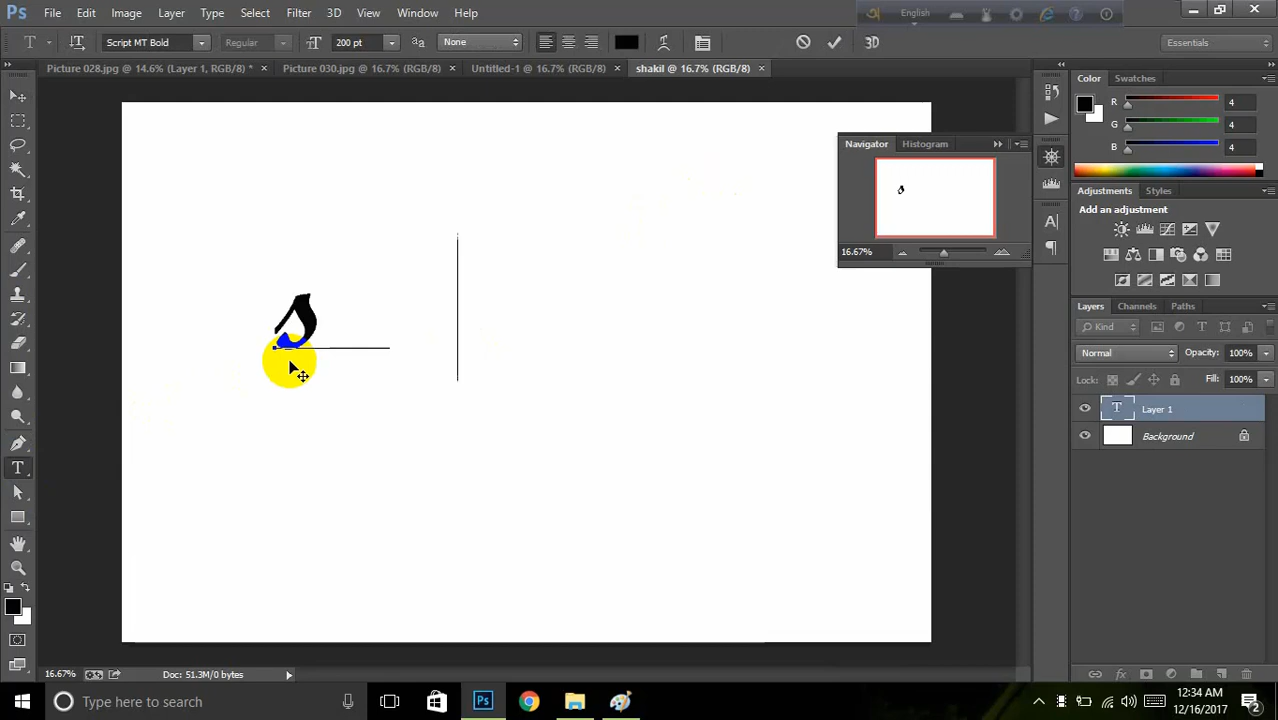 Ps File Edit Image Layer Type Select Filter 3D View Window Help
English
T Script MT Bold Regular 200 pt aa None 3D Essentials
Picture 028.jpg @ 14.6% (Layer 1, RGB/8) * × Picture 030.jpg @ 16.7% (RGB/8) × Untitled-1 @ 16.7% (RGB/8) × shakil @ 16.7% (RGB/8) ×
Color Swatches
R 4
G 4
B 4
Navigator Histogram
16.67%
Adjustments Styles
Add an adjustment
Layers Channels Paths
Kind
Normal Opacity: 100%
Lock: Fill: 100%
T Layer 1
Background
16.67% Doc: 51.3M/0 bytes
Type here to search
12:34 AM
12/16/2017
2